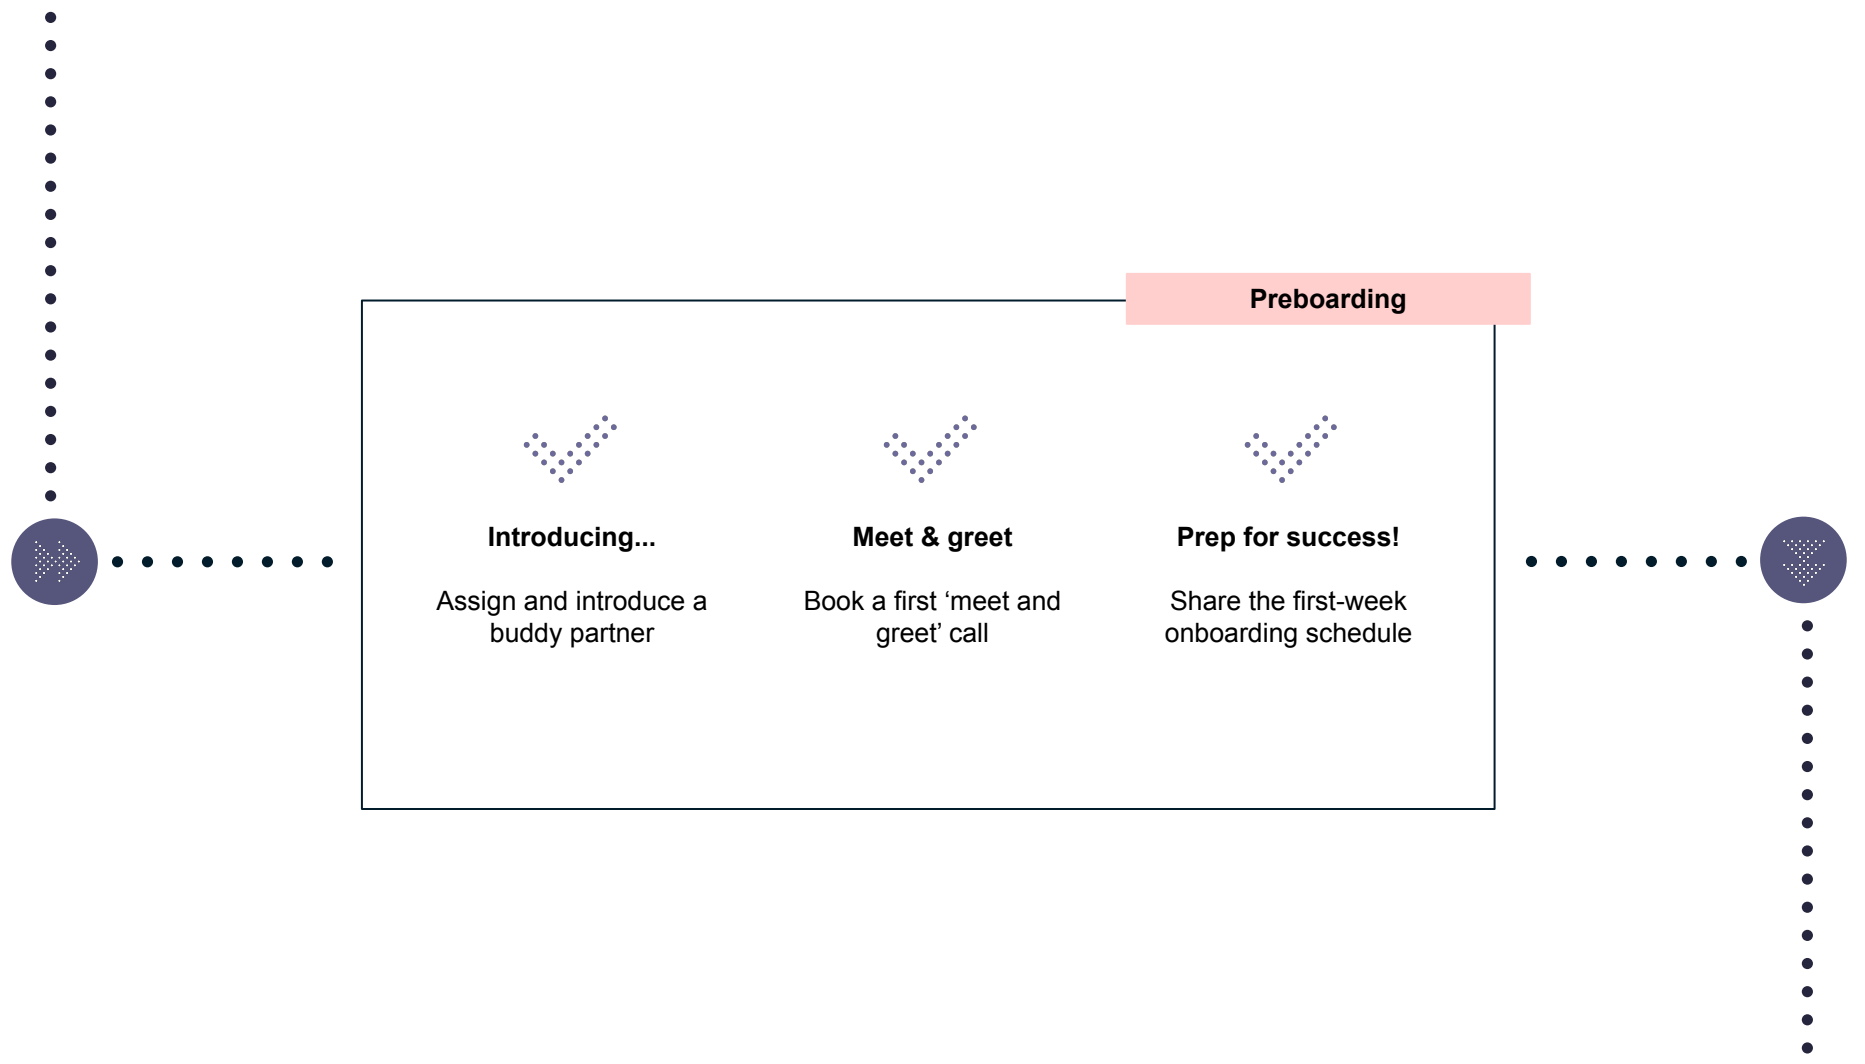 Preboarding
Introducing...
Assign and introduce a
buddy partner
Meet & greet
Book a first ‘meet and
greet’ call
Prep for success!
Share the first-week
onboarding schedule